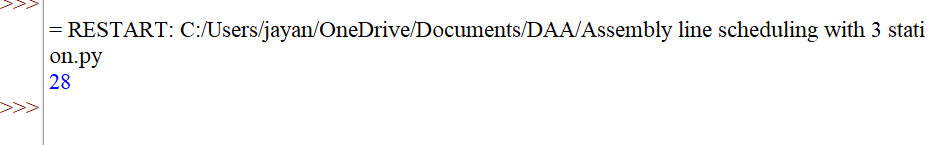 >>>
= RESTART: C:/Users/jayan/OneDrive/Documents/DAA/Assembly line scheduling with 3 stati
on.py
28
>>>